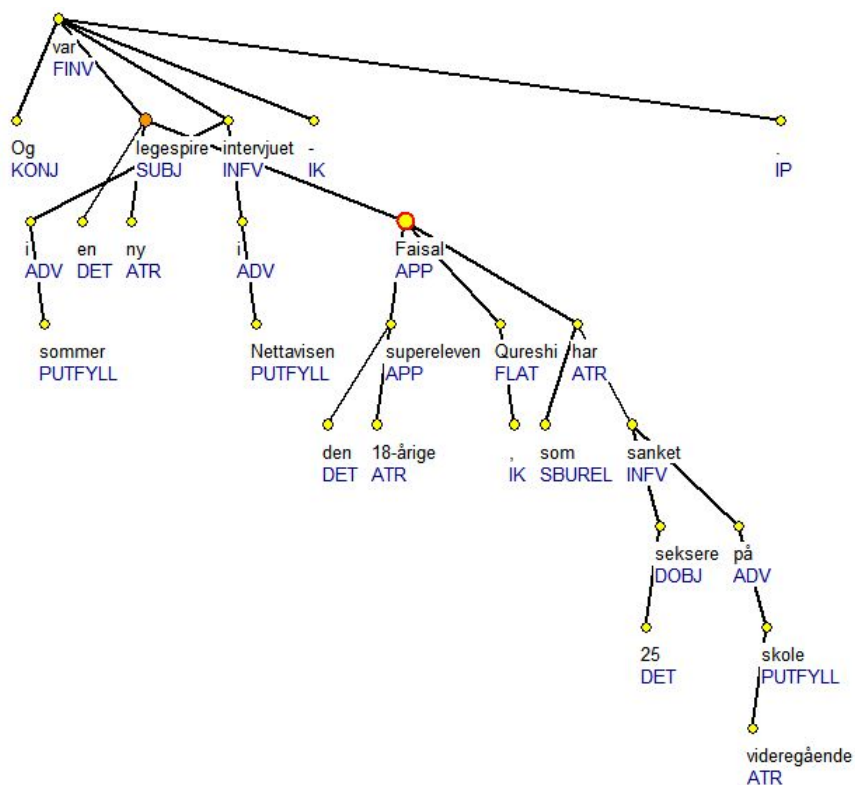 var
FINV
Og legespire intervjuet - .
KONJ SUBJ INFV IK IP
i en ny i Faisal
ADV DET ATR ADV APP
sommer Nettavisen supereleven Qureshi har
PUTFYLL PUTFYLL APP FLAT ATR
den 18-årige , som sanket
DET ATR IK SBUREL INFV
seksere på
DOBJ ADV
25 skole
DET PUTFYLL
videregående
ATR